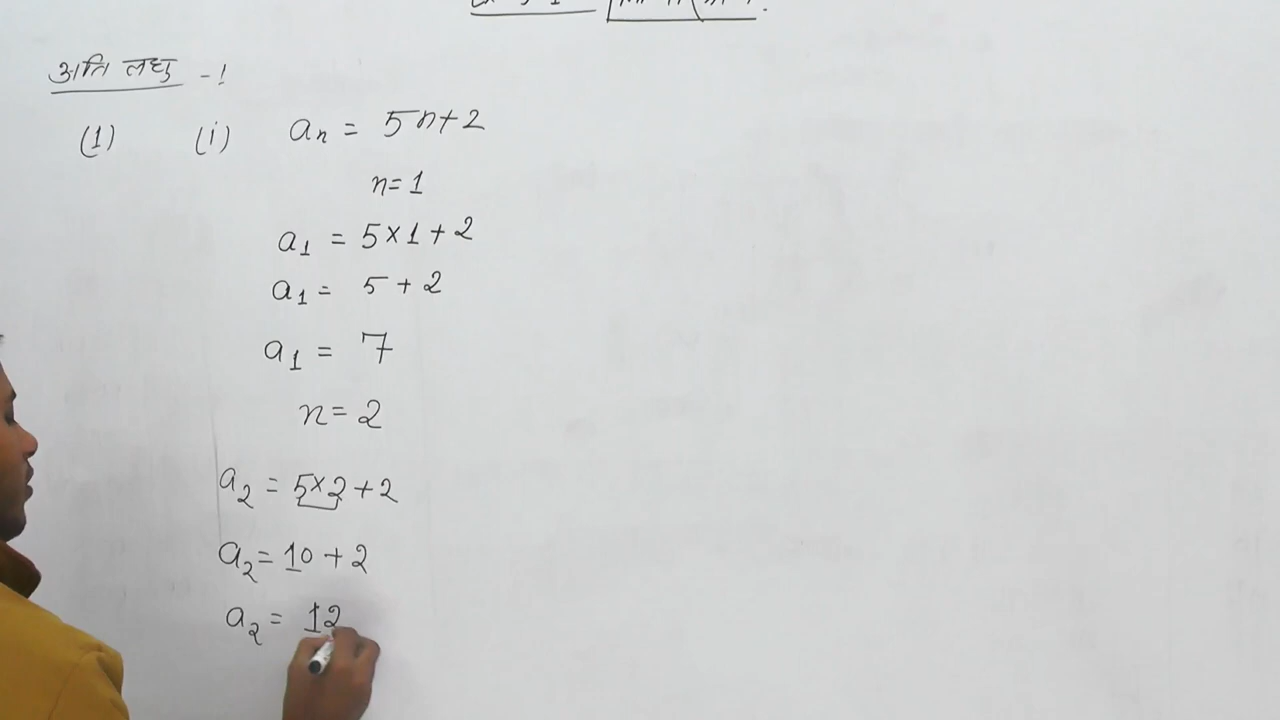 अति लघु -!
(1) (i) aₙ = 5n+2
n=1
a₁ = 5×1+2
a₁ = 5+2
a₁ = 7
n=2
a₂ = 5×2+2
a₂=10+2
a₂= 12